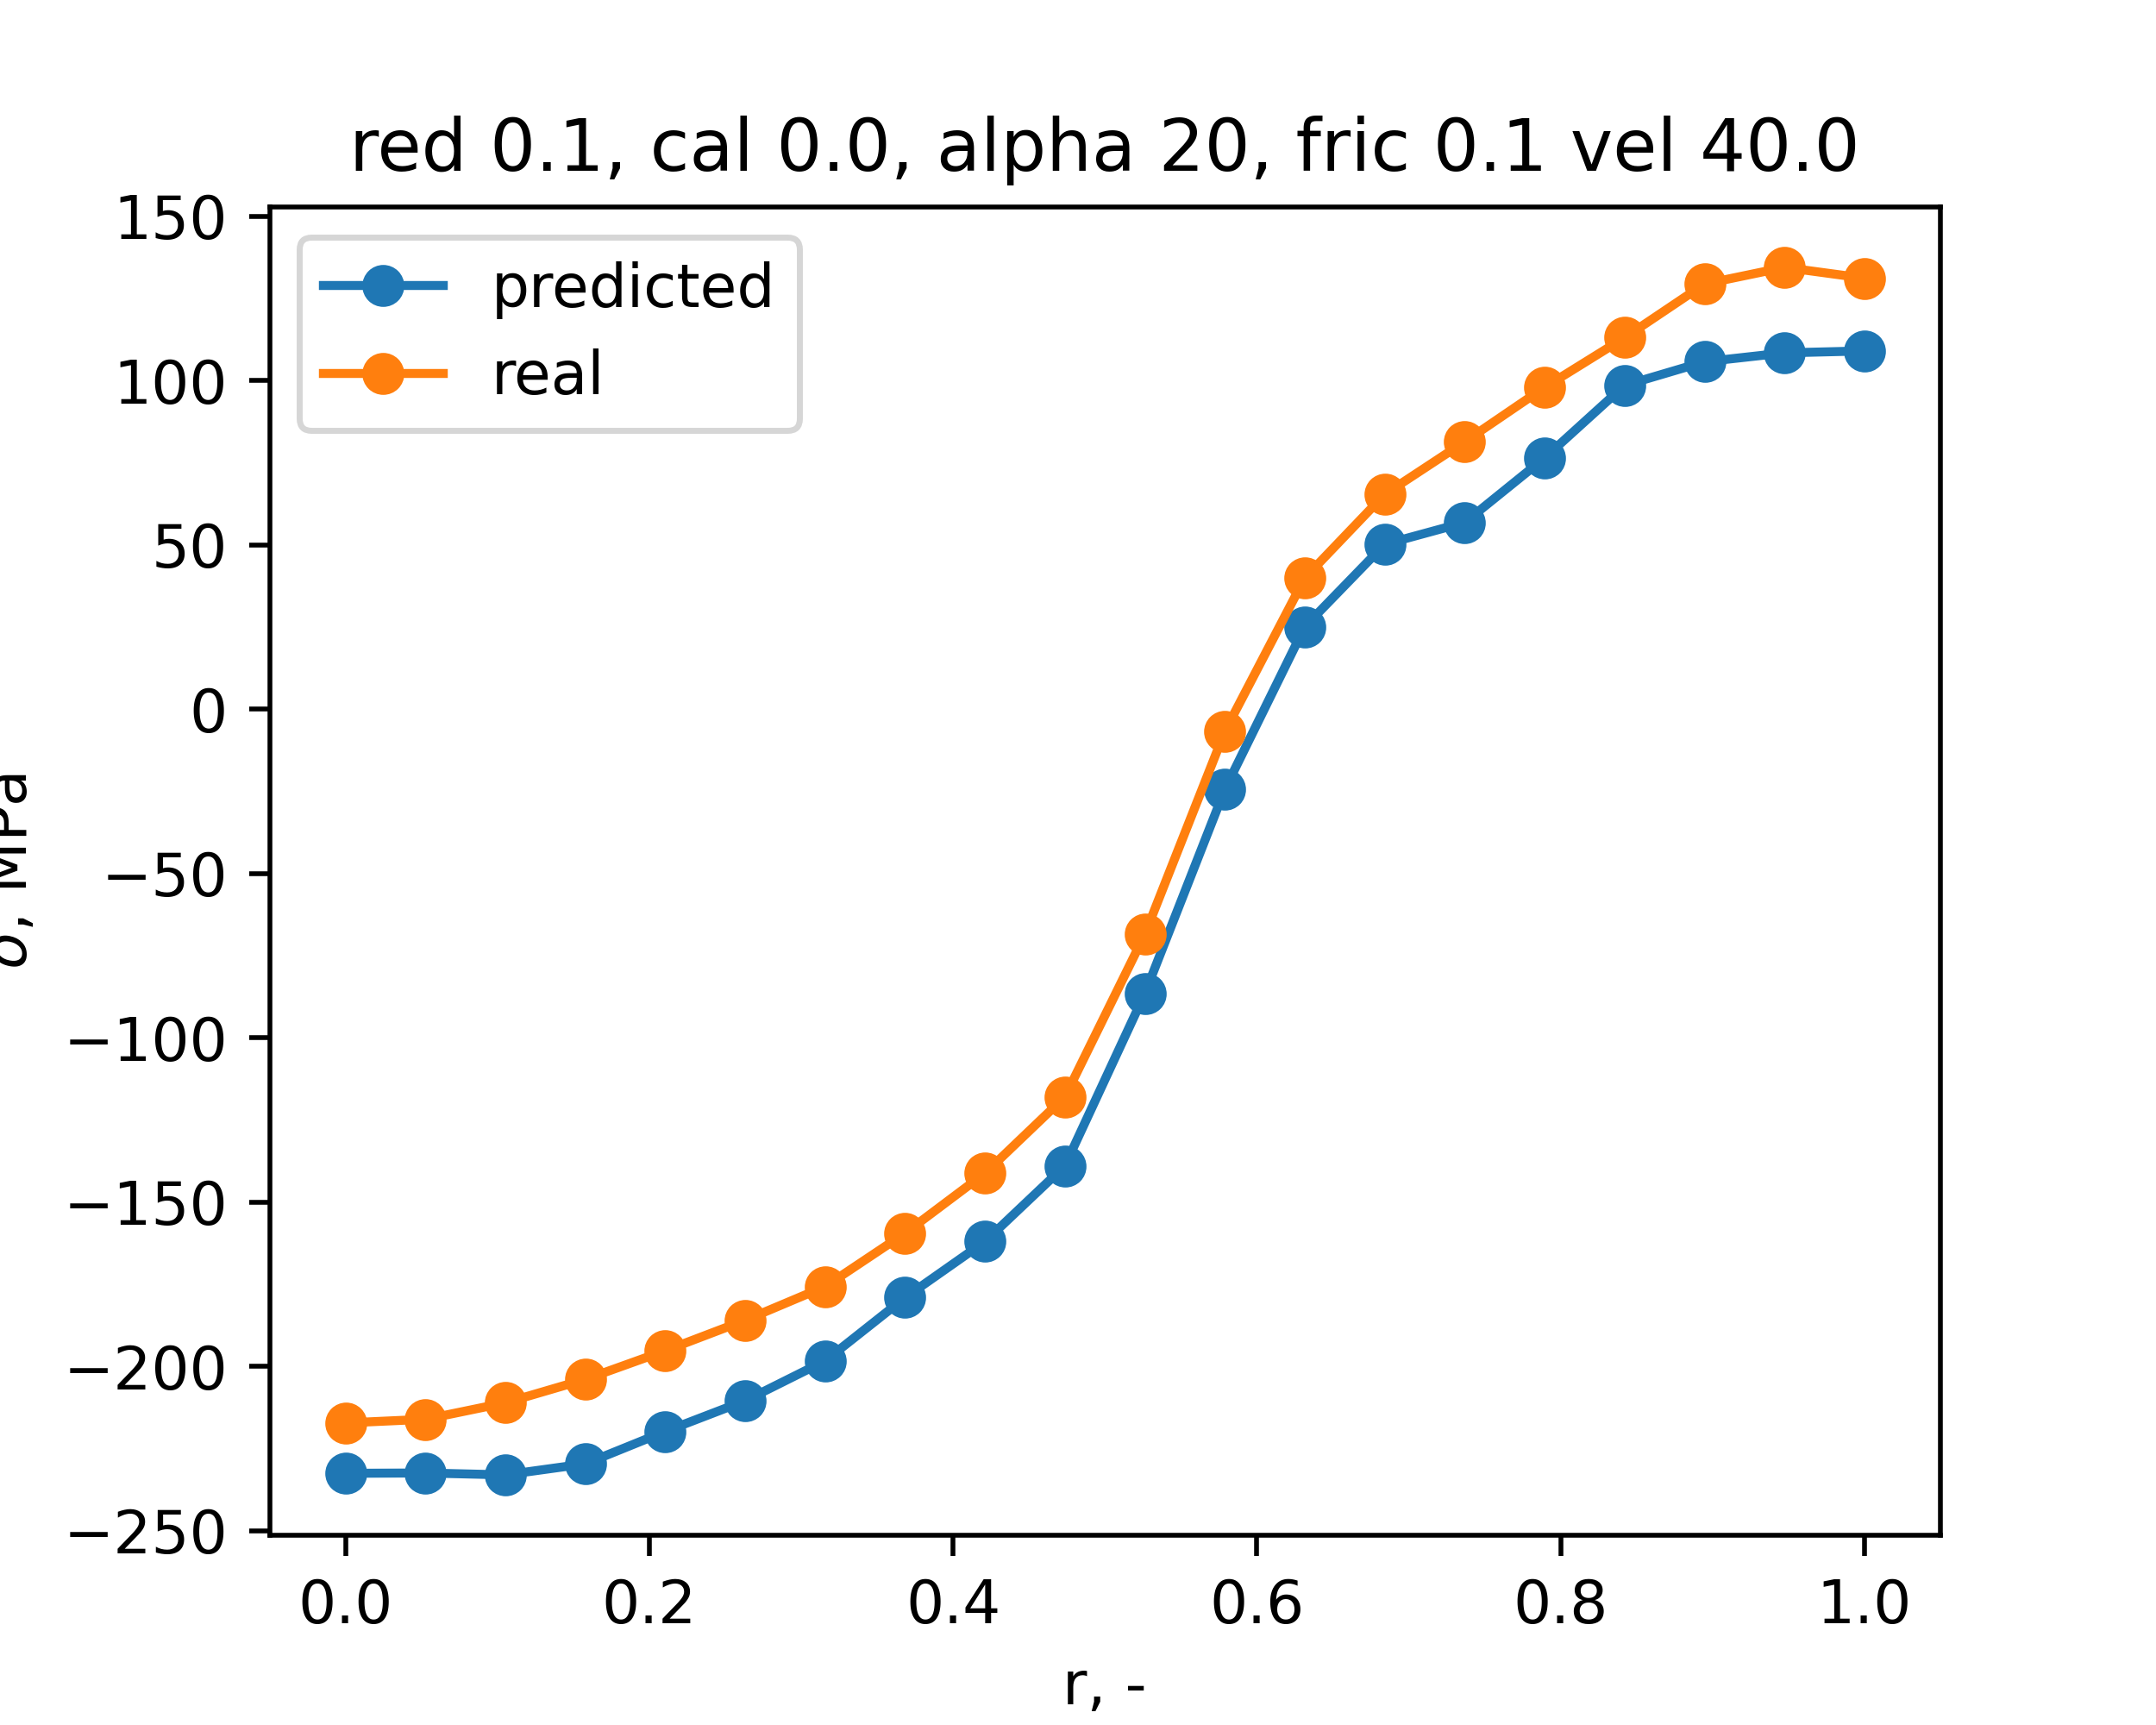 red 0.1, cal 0.0, alpha 20, fric 0.1 vel 40.0
150
100
50
0
−50
−100
−150
−200
−250
predicted
real
σ, MPa
0.0 0.2 0.4 0.6 0.8 1.0
r, -